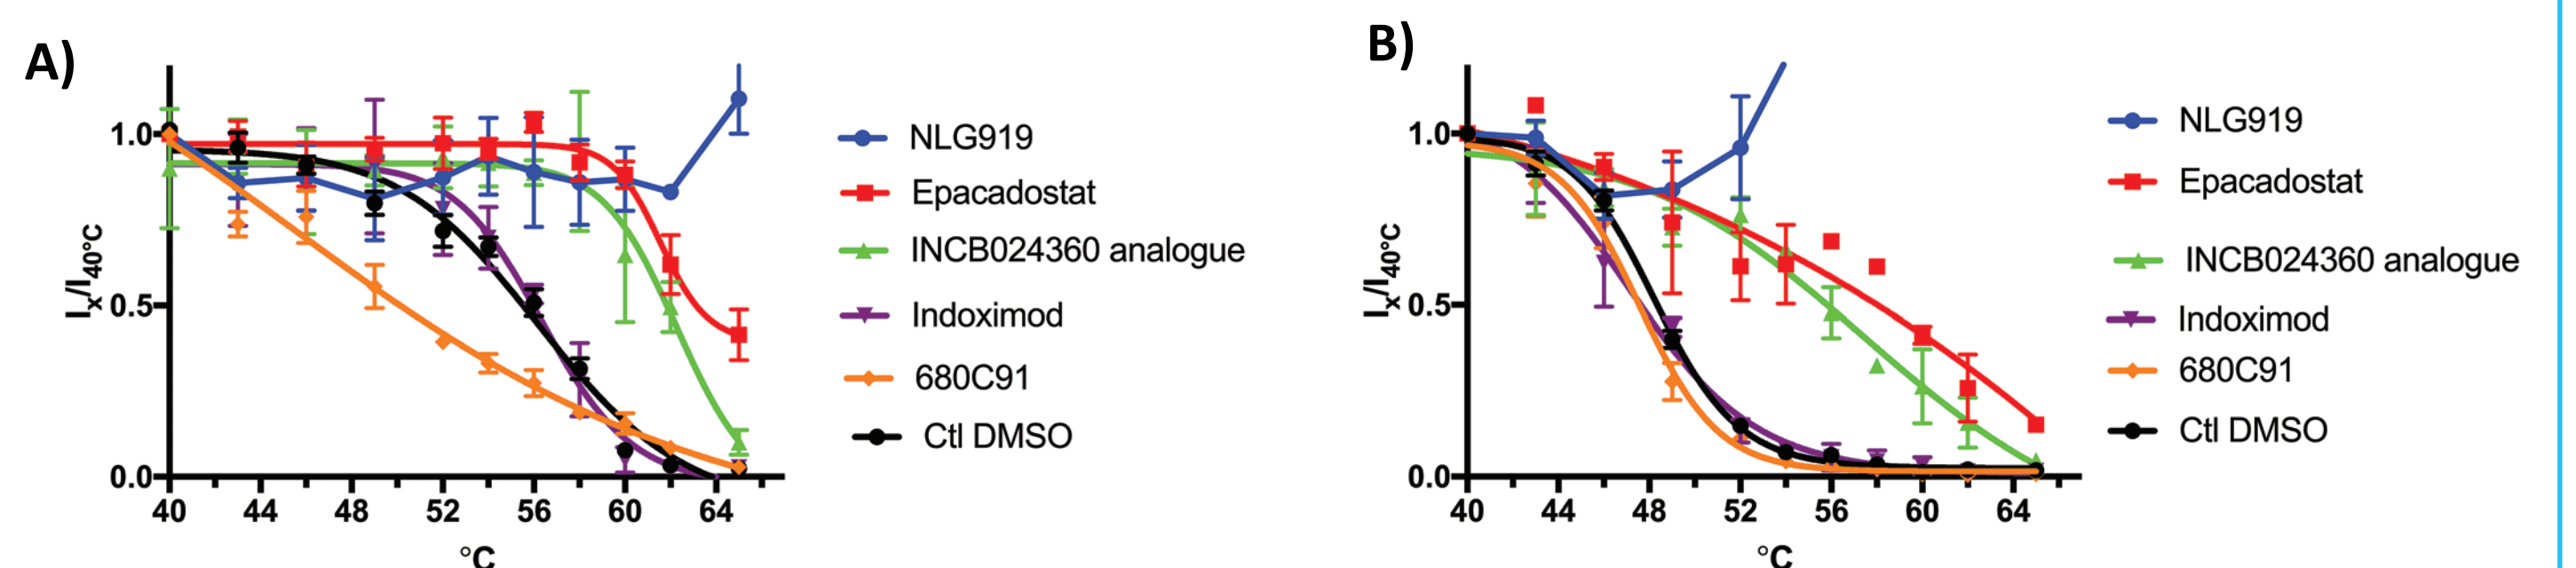 A)
Ix/I40°C
1.0
0.5
0.0
40 44 48 52 56 60 64
°C
NLG919
Epacadostat
INCB024360 analogue
Indoximod
680C91
Ctl DMSO
B)
Ix/I40°C
1.0
0.5
0.0
40 44 48 52 56 60 64
°C
NLG919
Epacadostat
INCB024360 analogue
Indoximod
680C91
Ctl DMSO